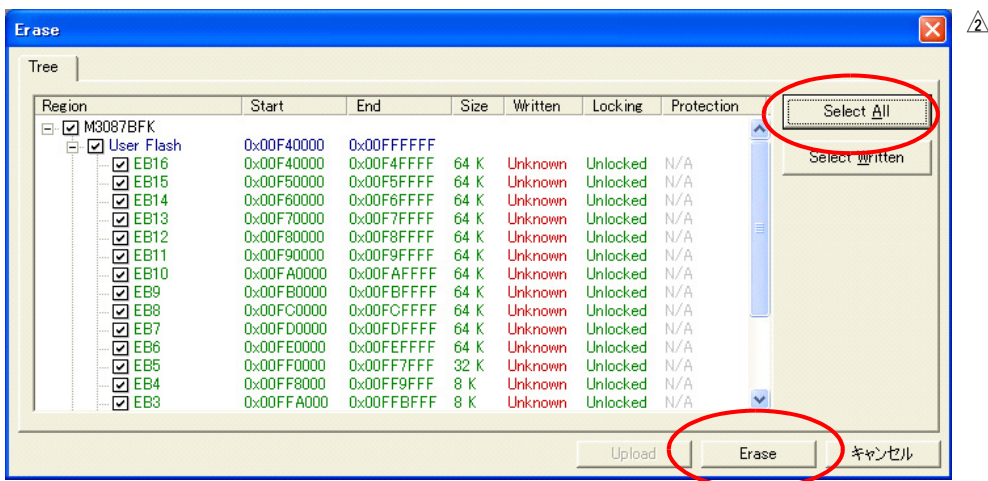 Erase
2
Tree
Region Start End Size Written Locking Protection
Select All
M3087BFK
User Flash 0x00F40000 0x00FFFFFF
EB16 0x00F40000 0x00F4FFFF 64 K Unknown Unlocked N/A
Select Written
EB15 0x00F50000 0x00F5FFFF 64 K Unknown Unlocked N/A
EB14 0x00F60000 0x00F6FFFF 64 K Unknown Unlocked N/A
EB13 0x00F70000 0x00F7FFFF 64 K Unknown Unlocked N/A
EB12 0x00F80000 0x00F8FFFF 64 K Unknown Unlocked N/A
EB11 0x00F90000 0x00F9FFFF 64 K Unknown Unlocked N/A
EB10 0x00FA0000 0x00FAFFFF 64 K Unknown Unlocked N/A
EB9 0x00FB0000 0x00FBFFFF 64 K Unknown Unlocked N/A
EB8 0x00FC0000 0x00FCFFFF 64 K Unknown Unlocked N/A
EB7 0x00FD0000 0x00FDFFFF 64 K Unknown Unlocked N/A
EB6 0x00FE0000 0x00FEFFFF 64 K Unknown Unlocked N/A
EB5 0x00FF0000 0x00FF7FFF 32 K Unknown Unlocked N/A
EB4 0x00FF8000 0x00FF9FFF 8 K Unknown Unlocked N/A
EB3 0x00FFA000 0x00FFBFFF 8 K Unknown Unlocked N/A
Upload Erase キャンセル